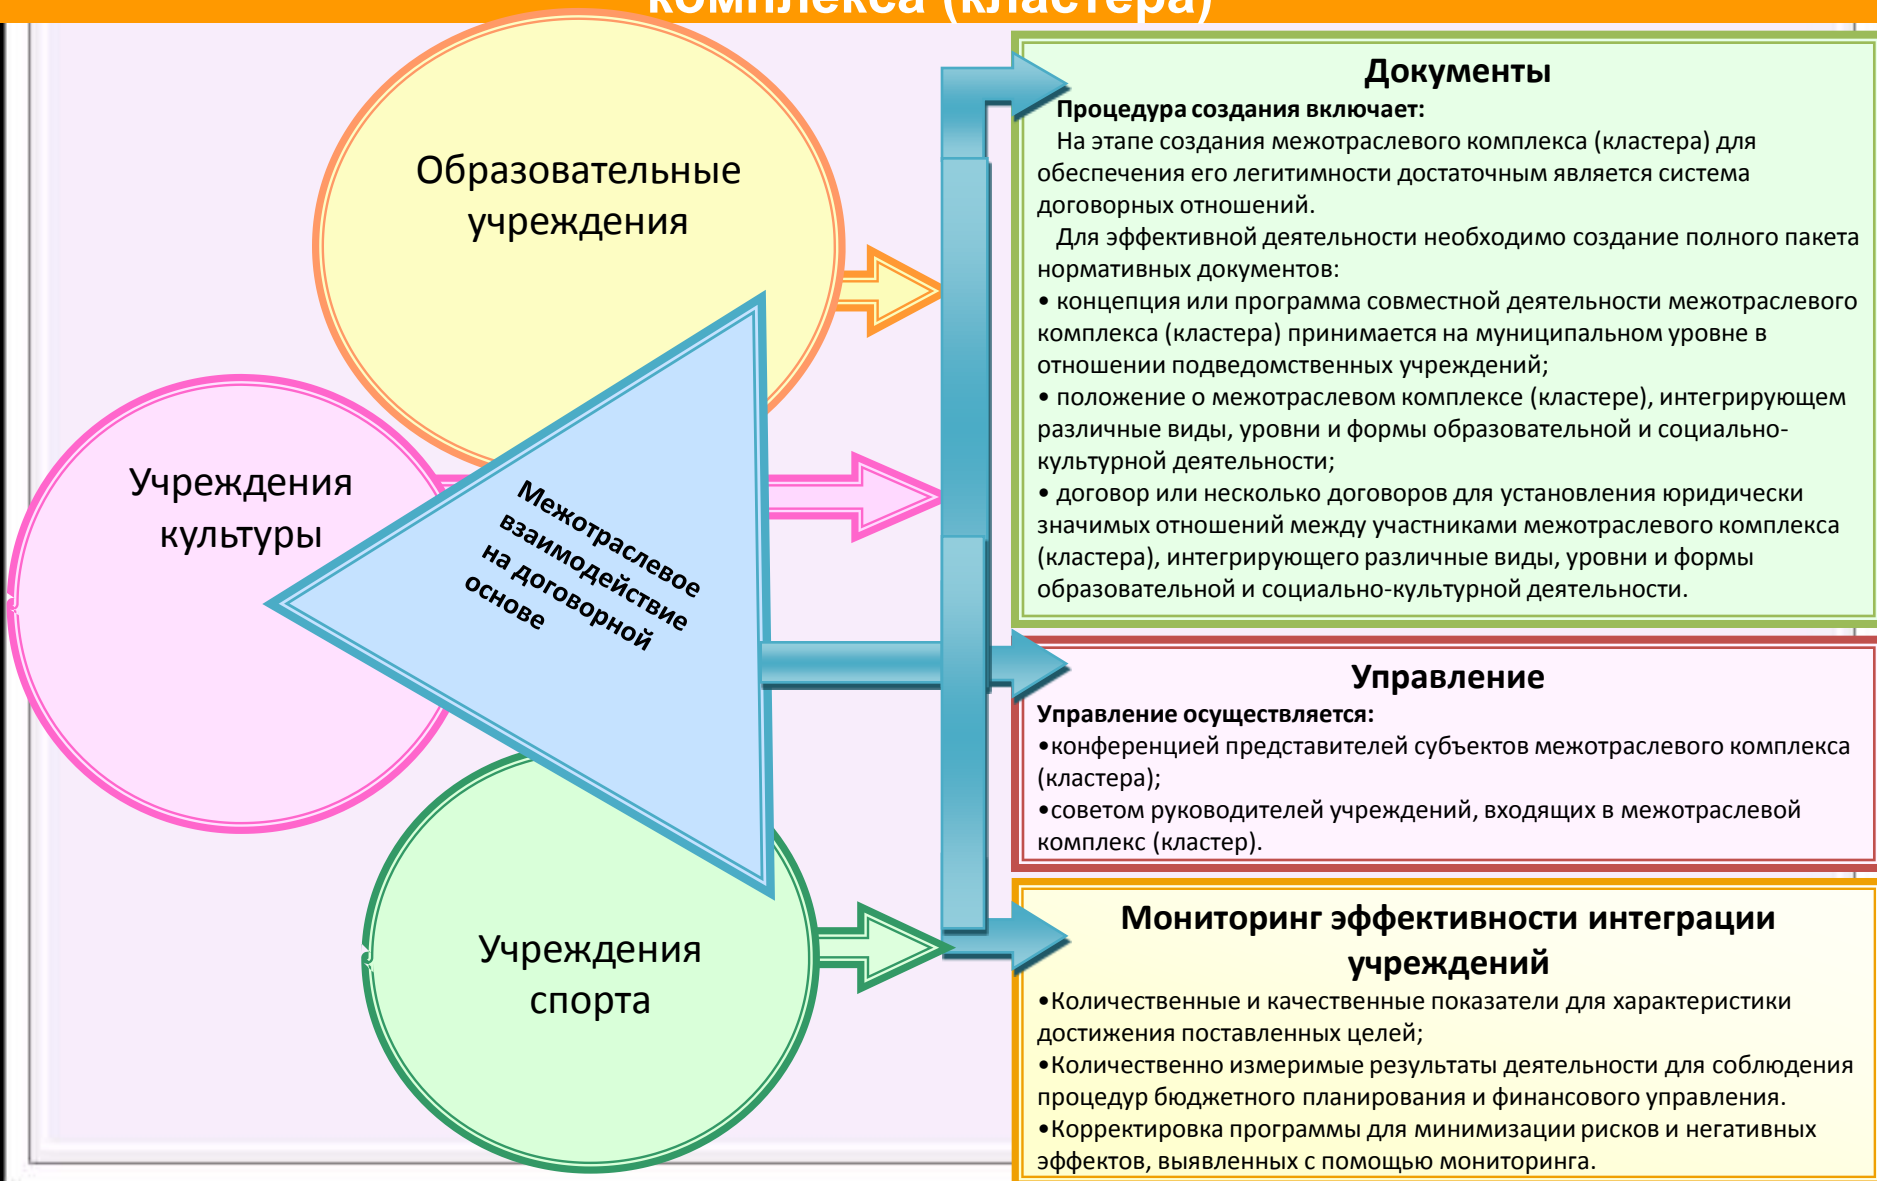 комплекса (кластера)
Образовательные
учреждения
Учреждения
культуры
Межотраслевое
взаимодействие
на договорной
основе
Учреждения
спорта
Документы
Процедура создания включает:
На этапе создания межотраслевого комплекса (кластера) для
обеспечения его легитимности достаточным является система
договорных отношений.
Для эффективной деятельности необходимо создание полного пакета
нормативных документов:
• концепция или программа совместной деятельности межотраслевого
комплекса (кластера) принимается на муниципальном уровне в
отношении подведомственных учреждений;
• положение о межотраслевом комплексе (кластере), интегрирующем
различные виды, уровни и формы образовательной и социально-
культурной деятельности;
• договор или несколько договоров для установления юридически
значимых отношений между участниками межотраслевого комплекса
(кластера), интегрирующего различные виды, уровни и формы
образовательной и социально-культурной деятельности.
Управление
Управление осуществляется:
•конференцией представителей субъектов межотраслевого комплекса
(кластера);
•советом руководителей учреждений, входящих в межотраслевой
комплекс (кластер).
Мониторинг эффективности интеграции
учреждений
•Количественные и качественные показатели для характеристики
достижения поставленных целей;
•Количественно измеримые результаты деятельности для соблюдения
процедур бюджетного планирования и финансового управления.
•Корректировка программы для минимизации рисков и негативных
эффектов, выявленных с помощью мониторинга.